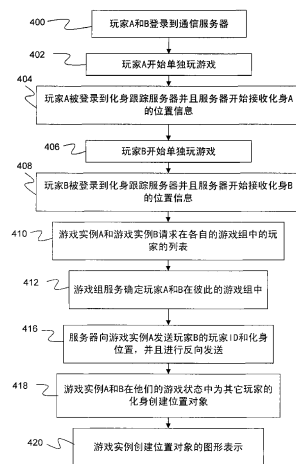 400
玩家A和B登录到通信服务器
402
玩家A开始单独玩游戏
404
玩家A被登录到化身跟踪服务器并且服务器开始接收化身A
的位置信息
406
玩家B开始单独玩游戏
408
玩家B被登录到化身跟踪服务器并且服务器开始接收化身B
的位置信息
410
游戏实例A和游戏实例B请求在各自的游戏组中的玩
家的列表
412
游戏组服务确定玩家A和B在彼此的游戏组中
416
服务器向游戏实例A发送玩家B的玩家ID和化身
位置，并且进行反向发送
418
游戏实例A和B在他们的游戏状态中为其它玩家的
化身创建位置对象
420
游戏实例创建位置对象的图形表示